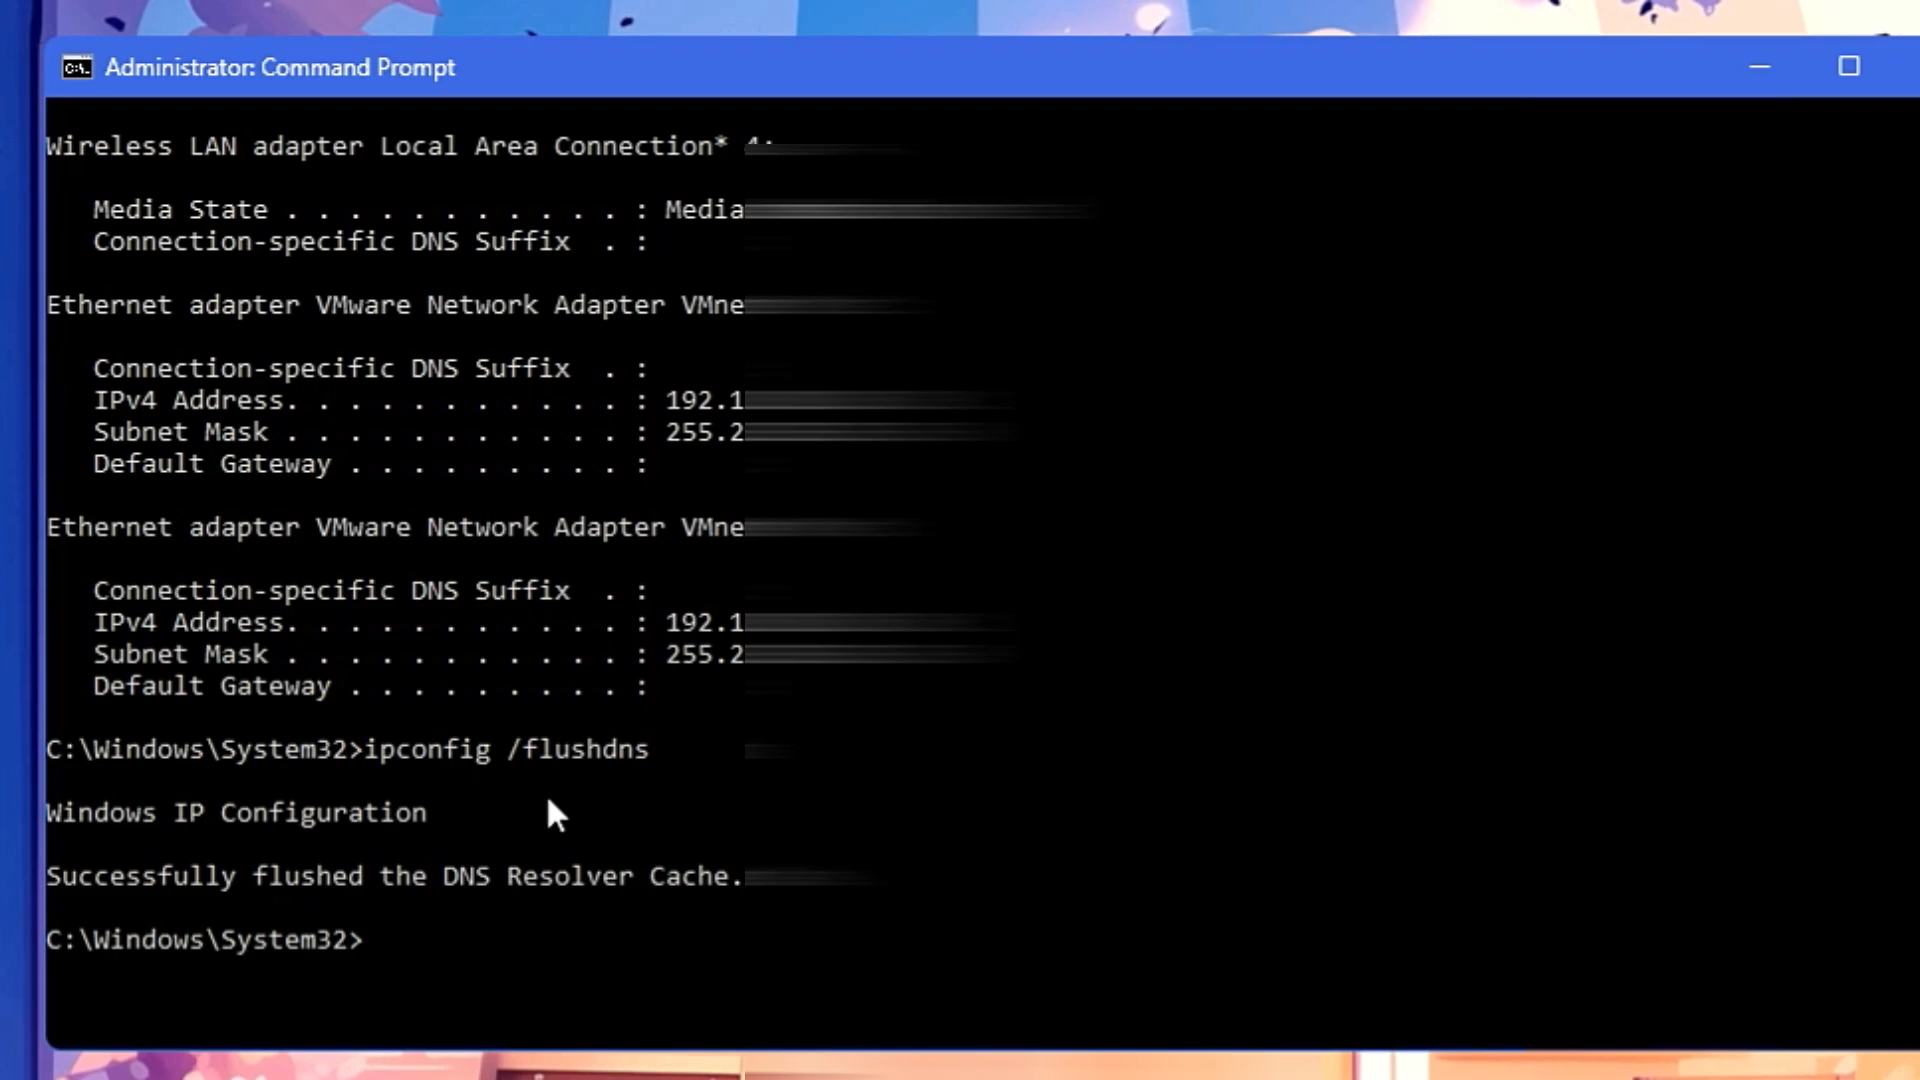 Administrator: Command Prompt
Wireless LAN adapter Local Area Connection* 4:
Media State . . . . . . . . . . . : Media
Connection-specific DNS Suffix  . :
Ethernet adapter VMware Network Adapter VMne
Connection-specific DNS Suffix  . :
IPv4 Address. . . . . . . . . . . : 192.1
Subnet Mask . . . . . . . . . . . : 255.2
Default Gateway . . . . . . . . . :
Ethernet adapter VMware Network Adapter VMne
Connection-specific DNS Suffix  . :
IPv4 Address. . . . . . . . . . . : 192.1
Subnet Mask . . . . . . . . . . . : 255.2
Default Gateway . . . . . . . . . :
C:\Windows\System32>ipconfig /flushdns
Windows IP Configuration
Successfully flushed the DNS Resolver Cache.
C:\Windows\System32>